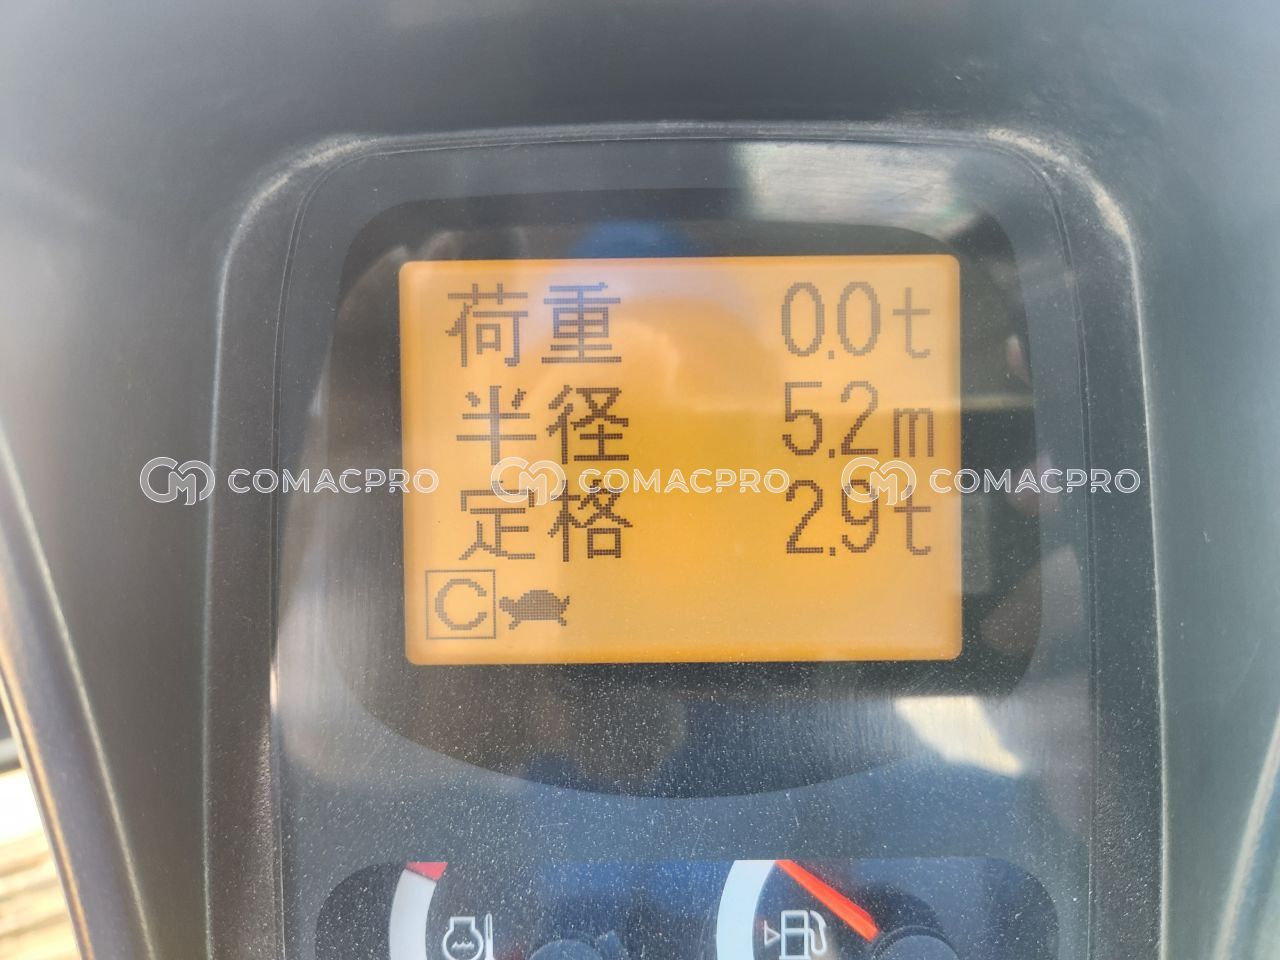 荷重 0.0t
半径 5.2m
COMACPRO COMACPRO COMACPRO
定格 2.9t
C